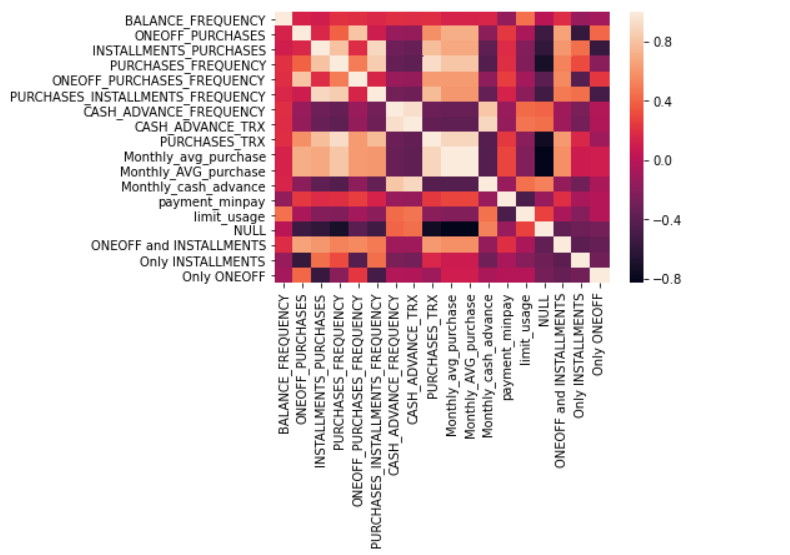 BALANCE_FREQUENCY
ONEOFF_PURCHASES
INSTALLMENTS_PURCHASES
PURCHASES_FREQUENCY
ONEOFF_PURCHASES_FREQUENCY
PURCHASES_INSTALLMENTS_FREQUENCY
CASH_ADVANCE_FREQUENCY
CASH_ADVANCE_TRX
PURCHASES_TRX
Monthly_avg_purchase
Monthly_AVG_purchase
Monthly_cash_advance
payment_minpay
limit_usage
NULL
ONEOFF and INSTALLMENTS
Only INSTALLMENTS
Only ONEOFF
0.8
0.4
0.0
−0.4
−0.8
BALANCE_FREQUENCY
ONEOFF_PURCHASES
INSTALLMENTS_PURCHASES
PURCHASES_FREQUENCY
ONEOFF_PURCHASES_FREQUENCY
PURCHASES_INSTALLMENTS_FREQUENCY
CASH_ADVANCE_FREQUENCY
CASH_ADVANCE_TRX
PURCHASES_TRX
Monthly_avg_purchase
Monthly_AVG_purchase
Monthly_cash_advance
payment_minpay
limit_usage
NULL
ONEOFF and INSTALLMENTS
Only INSTALLMENTS
Only ONEOFF